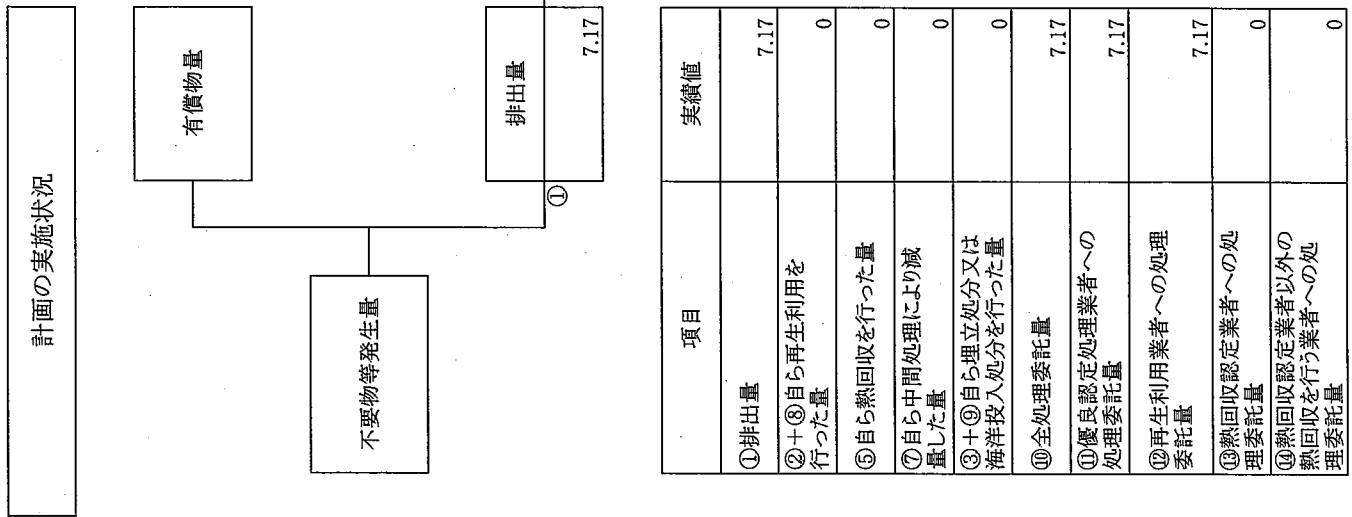 計画の実施状況
有償物量
不要物等発生量
①
排出量
7.17
項目
実績値
①排出量
7.17
②+⑧自ら再生利用を
行った量
0
⑤自ら熱回収を行った量
0
⑦自ら中間処理により減
量した量
0
③+⑨自ら埋立処分又は
海洋投入処分を行った量
0
⑩全処理委託量
7.17
⑪優良認定処理業者への
処理委託量
7.17
⑫再生利用業者への処理
委託量
7.17
⑬熱回収認定業者への処
理委託量
0
⑭熱回収認定業者以外の
熱回収を行う業者への処
理委託量
0